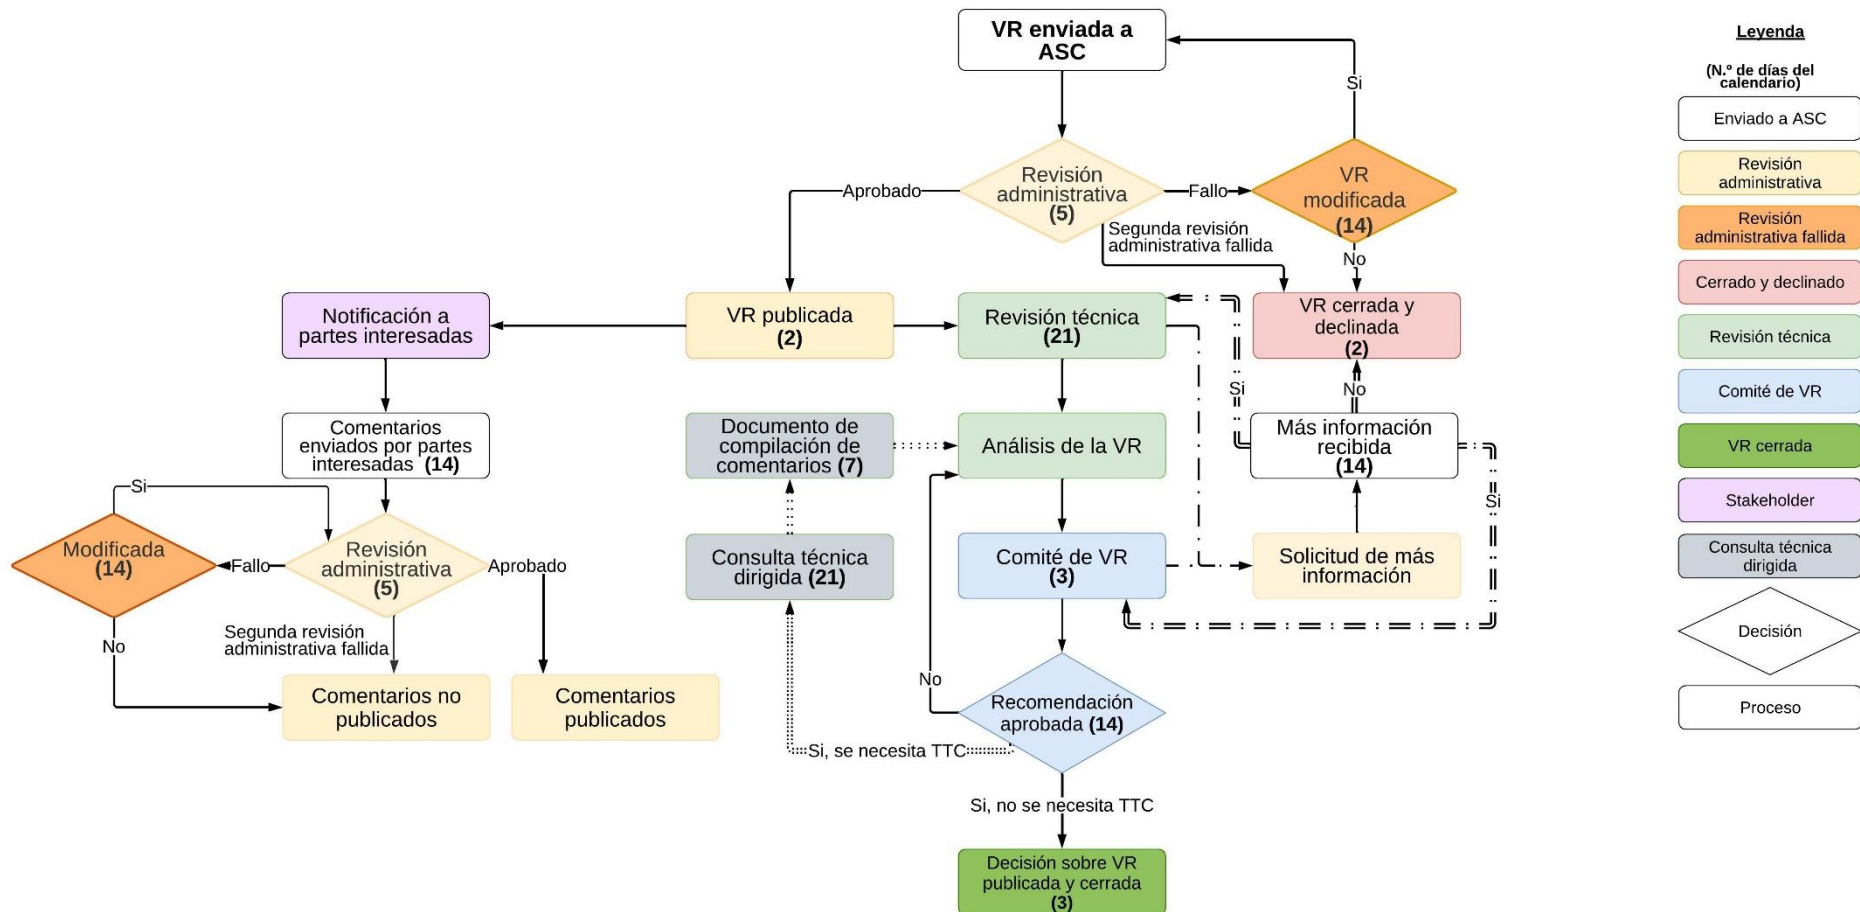 VR enviada a
ASC
Leyenda
(N.º de días del
calendario)
Enviado a ASC
Revisión
administrativa
Revisión
administrativa fallida
Cerrado y declinado
Revisión técnica
Comité de VR
VR cerrada
Stakeholder
Consulta técnica
dirigida
Decisión
Proceso
Si
Revisión
administrativa
(5)
Aprobado
Fallo
VR
modificada
(14)
Segunda revisión
administrativa fallida
No
Notificación a
partes interesadas
VR publicada
(2)
Revisión técnica
(21)
VR cerrada y
declinada
(2)
Si
No
Comentarios
enviados por partes
interesadas (14)
Documento de
compilación de
comentarios (7)
Análisis de la VR
Más información
recibida
(14)
Si
Si
Modificada
(14)
Fallo
Revisión
administrativa
(5)
Aprobado
Consulta técnica
dirigida (21)
Comité de VR
(3)
Solicitud de más
información
No
Segunda revisión
administrativa fallida
Comentarios no
publicados
Comentarios
publicados
No
Recomendación
aprobada (14)
Si, se necesita TTC
Si, no se necesita TTC
Decisión sobre VR
publicada y cerrada
(3)